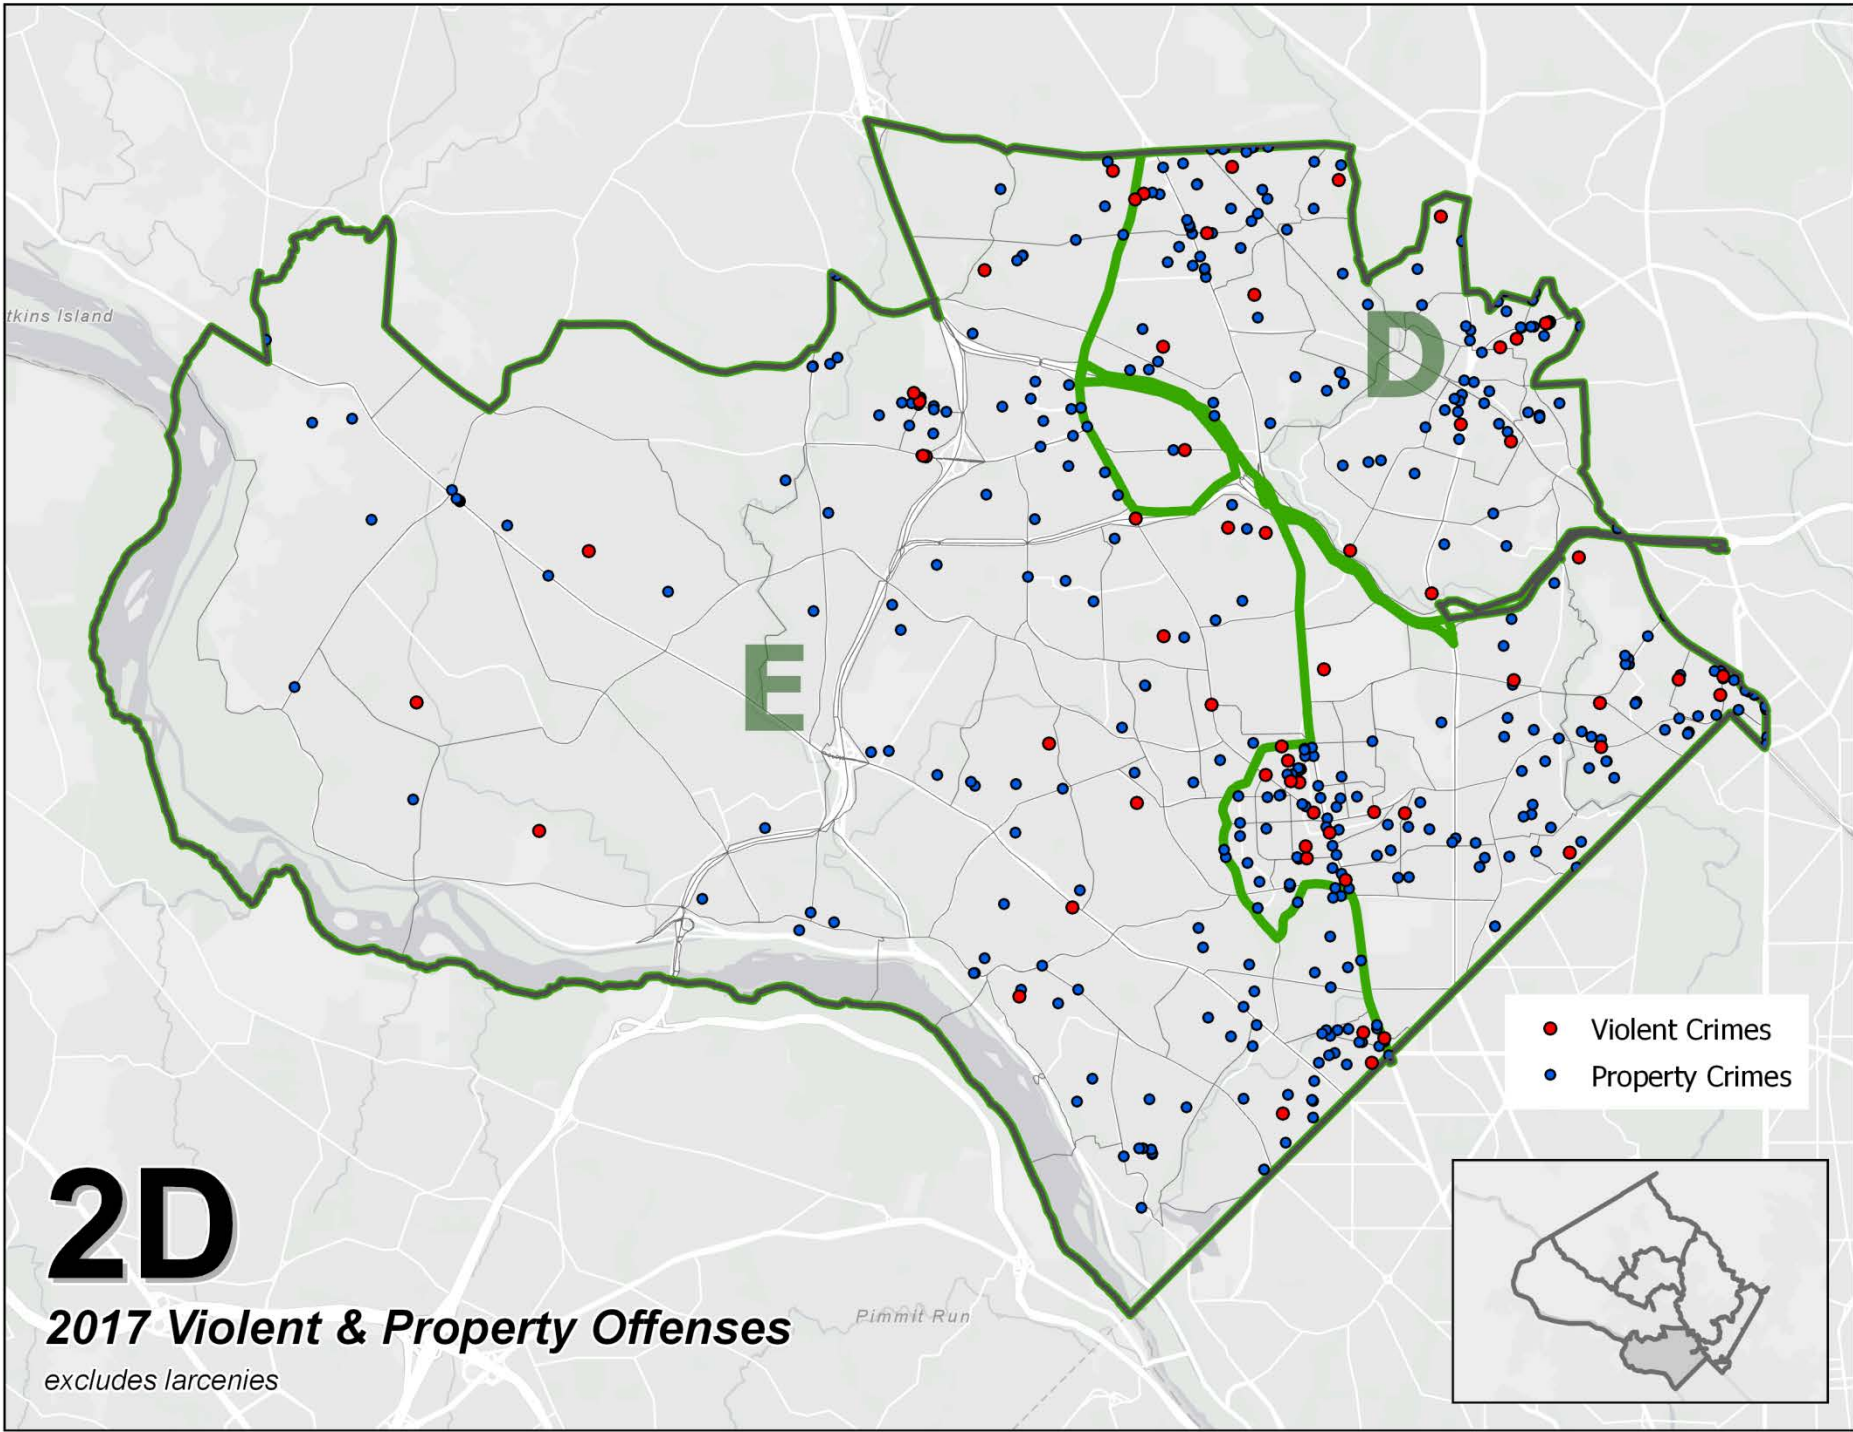 tkins Island
D
E
Violent Crimes
Property Crimes
2D
2017 Violent & Property Offenses
excludes larcenies
Pimmit Run